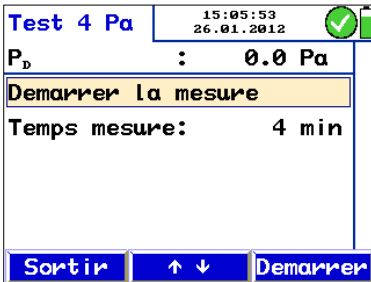 Test 4 Pa
15:05:53
26.01.2012
P_D : 0.0 Pa
Demarrer la mesure
Temps mesure: 4 min
Sortir ↑ ↓ Demarrer